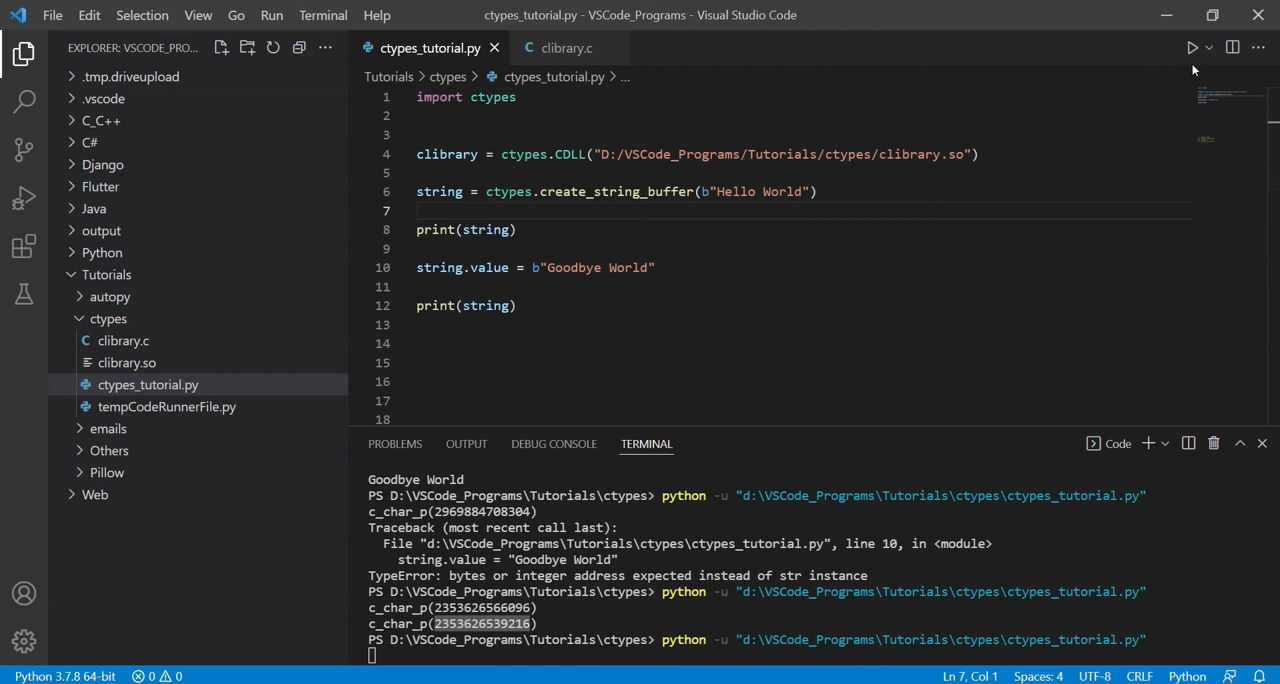 File Edit Selection View Go Run Terminal Help ctypes_tutorial.py - VSCode_Programs - Visual Studio Code
EXPLORER: VSCODE_PRO...
ctypes_tutorial.py
clibrary.c
Tutorials > ctypes > ctypes_tutorial.py > ...
.tmp.driveupload
.vscode
C_C++
C#
Django
Flutter
Java
output
Python
Tutorials
autopy
ctypes
C clibrary.c
clibrary.so
ctypes_tutorial.py
tempCodeRunnerFile.py
emails
Others
Pillow
Web
1 import ctypes
2
3
4 clibrary = ctypes.CDLL("D:/VSCode_Programs/Tutorials/ctypes/clibrary.so")
5
6 string = ctypes.create_string_buffer(b"Hello World")
7
8 print(string)
9
10 string.value = b"Goodbye World"
11
12 print(string)
13
14
15
16
17
18
PROBLEMS OUTPUT DEBUG CONSOLE TERMINAL Code
Goodbye World
PS D:\VSCode_Programs\Tutorials\ctypes> python -u "d:\VSCode_Programs\Tutorials\ctypes\ctypes_tutorial.py"
c_char_p(2969884708304)
Traceback (most recent call last):
File "d:\VSCode_Programs\Tutorials\ctypes\ctypes_tutorial.py", line 10, in <module>
string.value = "Goodbye World"
TypeError: bytes or integer address expected instead of str instance
PS D:\VSCode_Programs\Tutorials\ctypes> python -u "d:\VSCode_Programs\Tutorials\ctypes\ctypes_tutorial.py"
c_char_p(2353626566096)
c_char_p(2353626539216)
PS D:\VSCode_Programs\Tutorials\ctypes> python -u "d:\VSCode_Programs\Tutorials\ctypes\ctypes_tutorial.py"
Python 3.7.8 64-bit 0 0 Ln 7, Col 1 Spaces: 4 UTF-8 CRLF Python